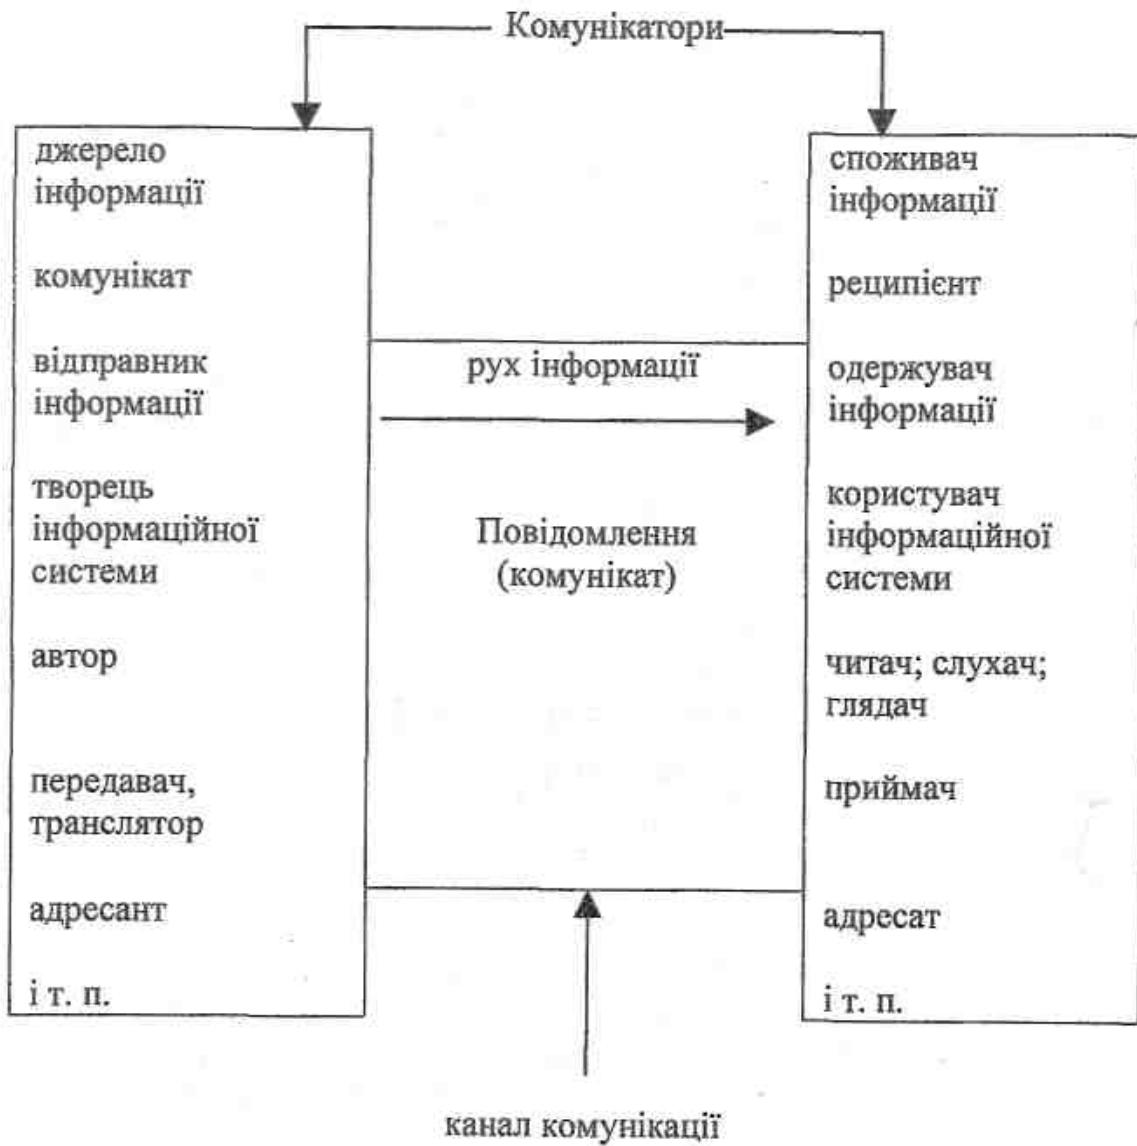 Комунікатори
джерело
інформації
комунікат
відправник
інформації
творець
інформаційної
системи
автор
передавач,
транслятор
адресант
і т. п.
рух інформації
Повідомлення
(комунікат)
споживач
інформації
реципієнт
одержувач
інформації
користувач
інформаційної
системи
читач; слухач;
глядач
приймач
адресат
і т. п.
канал комунікації